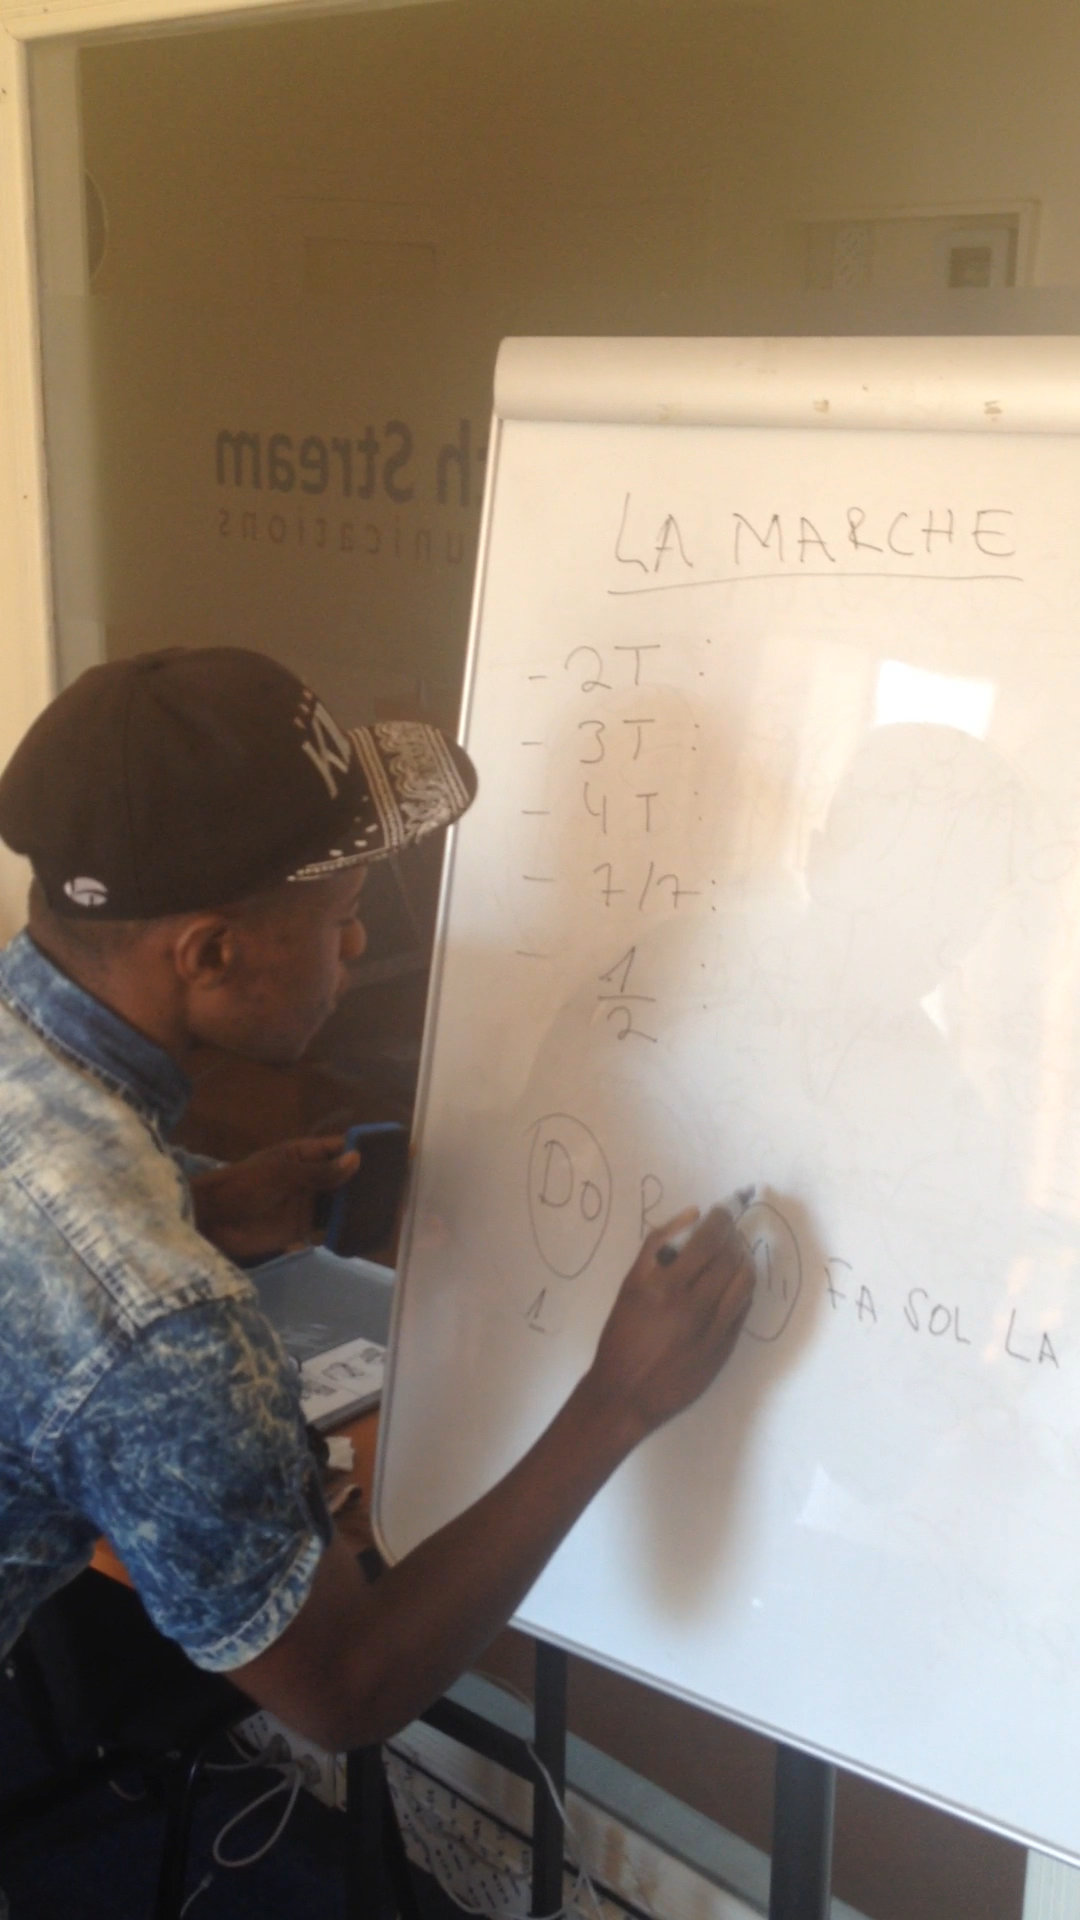 h Stream
unications
LA MARCHE
- 2T :
- 3T :
- 4T :
- 7/7 :
- 1/2 :
Do R Mi FA SOL LA
1